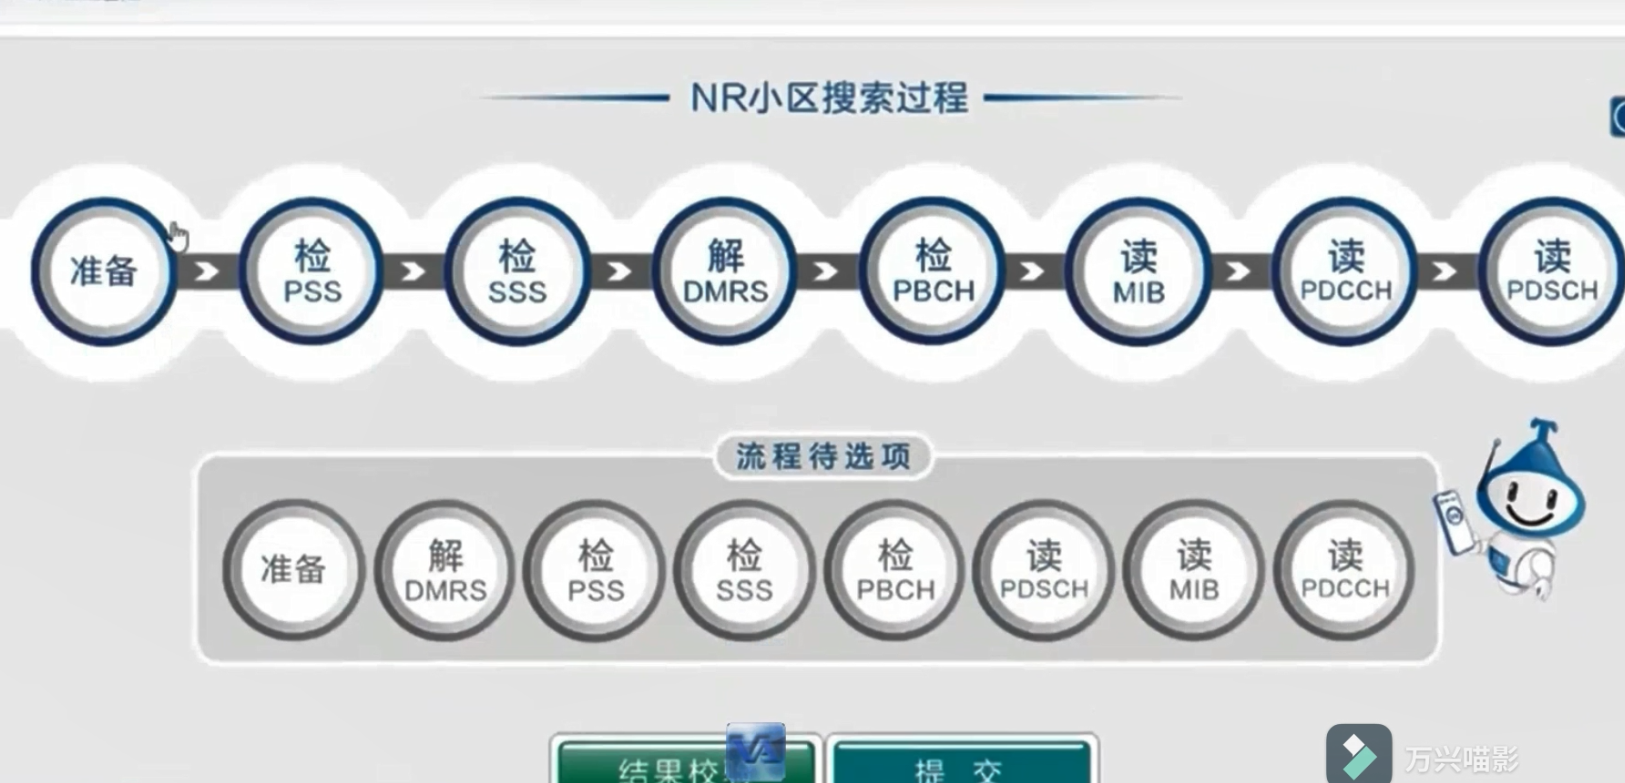 NR小区搜索过程
准备
检
PSS
检
SSS
解
DMRS
检
PBCH
读
MIB
读
PDCCH
读
PDSCH
流程待选项
准备
解
DMRS
检
PSS
检
SSS
检
PBCH
读
PDSCH
读
MIB
读
PDCCH
结果校
提 交
VA
万兴喵影